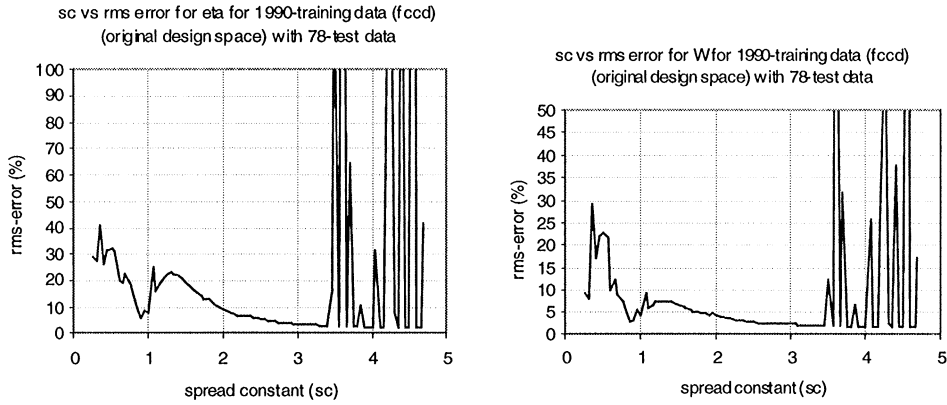 sc vs rms error for eta for 1990-training data (fccd)
(original design space) with 78-test data
100
90
80
70
60
50
40
30
20
10
0
rms-error (%)
0 1 2 3 4 5
spread constant (sc)
sc vs rms error for W for 1990-training data (fccd)
(original design space) with 78-test data
50
45
40
35
30
25
20
15
10
5
0
rms-error (%)
0 1 2 3 4 5
spread constant (sc)